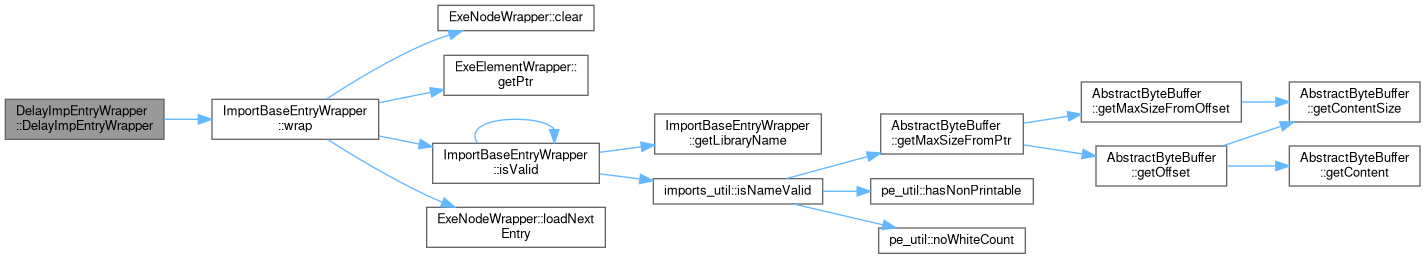 DelayImpEntryWrapper
::DelayImpEntryWrapper
ImportBaseEntryWrapper
::wrap
ExeNodeWrapper::clear
ExeElementWrapper::
getPtr
ImportBaseEntryWrapper
::isValid
ExeNodeWrapper::loadNext
Entry
ImportBaseEntryWrapper
::getLibraryName
imports_util::isNameValid
AbstractByteBuffer
::getMaxSizeFromPtr
pe_util::hasNonPrintable
pe_util::noWhiteCount
AbstractByteBuffer
::getMaxSizeFromOffset
AbstractByteBuffer
::getOffset
AbstractByteBuffer
::getContentSize
AbstractByteBuffer
::getContent